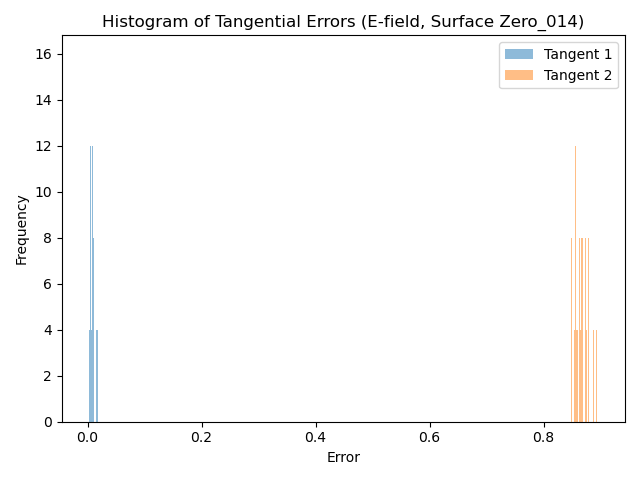 Histogram of Tangential Errors (E-field, Surface Zero_014)
Tangent 1
Tangent 2
Frequency
16
14
12
10
8
6
4
2
0
0.0 0.2 0.4 0.6 0.8
Error